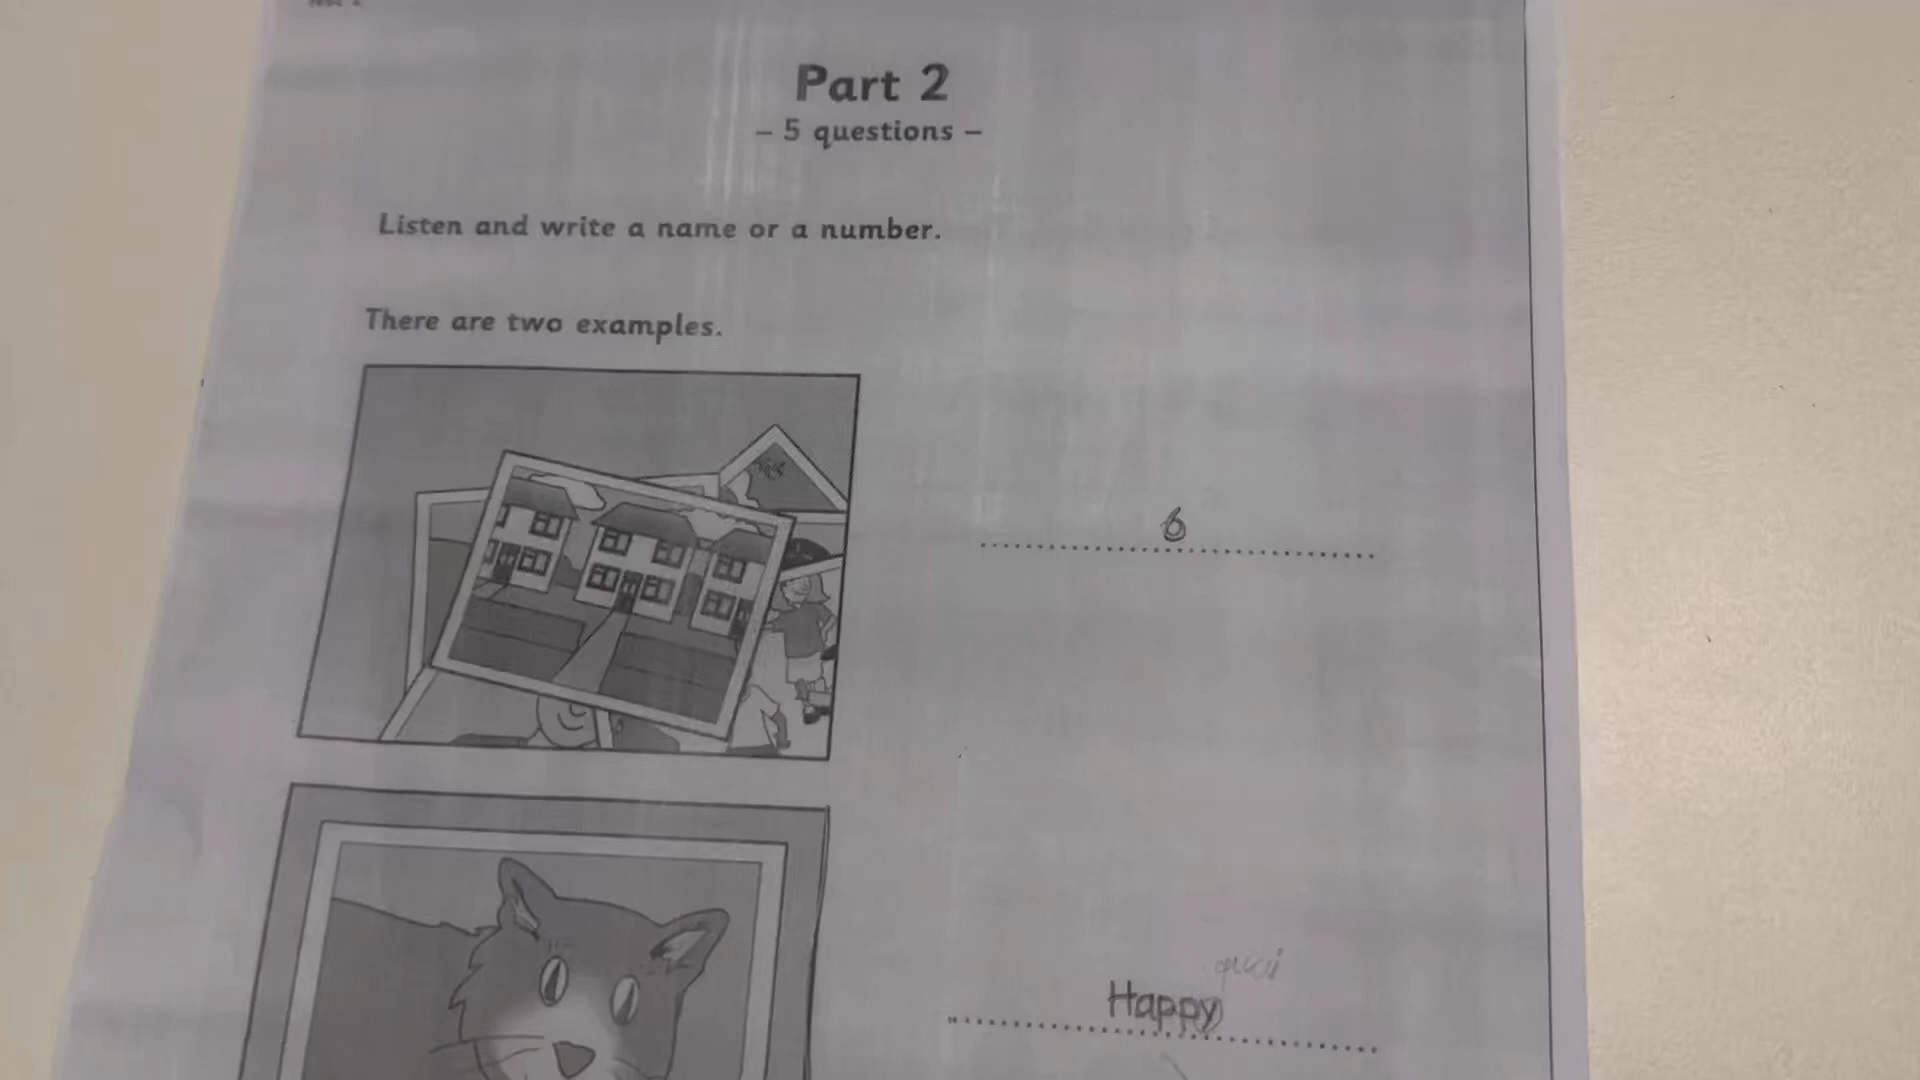 Part 2
– 5 questions –
Listen and write a name or a number.
There are two examples.
6
Happy